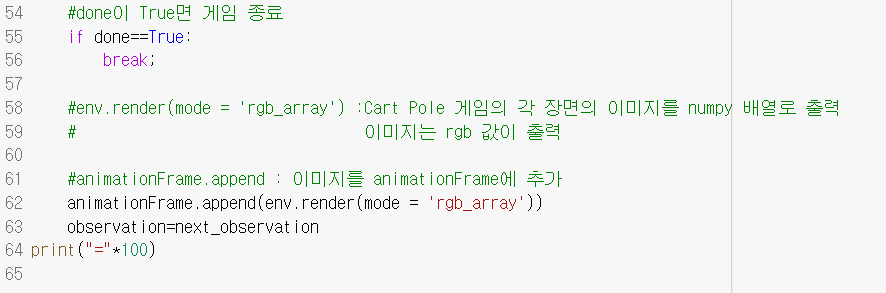 54     #done이 True면 게임 종료
55     if done==True:
56         break;
57
58     #env.render(mode = 'rgb_array') :Cart Pole 게임의 각 장면의 이미지를 numpy 배열로 출력
59     #                                이미지는 rgb 값이 출력
60
61     #animationFrame.append : 이미지를 animationFrame에 추가
62     animationFrame.append(env.render(mode = 'rgb_array'))
63     observation=next_observation
64 print("="*100)
65